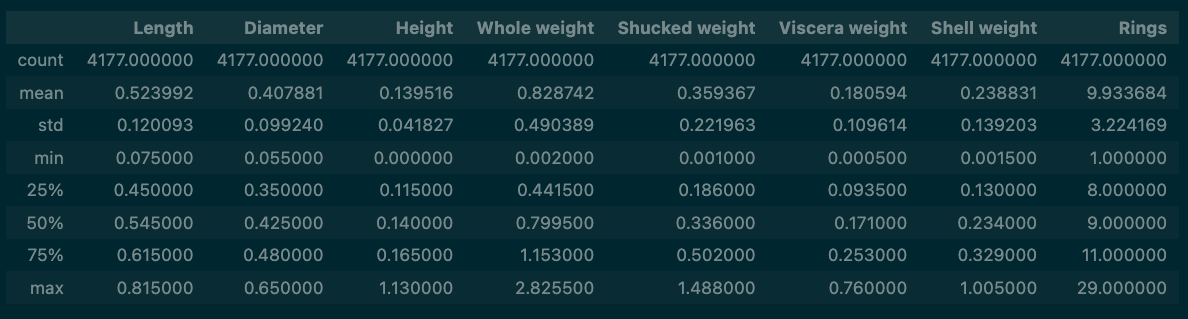 Length Diameter Height Whole weight Shucked weight Viscera weight Shell weight Rings
count 4177.000000 4177.000000 4177.000000 4177.000000 4177.000000 4177.000000 4177.000000 4177.000000
mean 0.523992 0.407881 0.139516 0.828742 0.359367 0.180594 0.238831 9.933684
std 0.120093 0.099240 0.041827 0.490389 0.221963 0.109614 0.139203 3.224169
min 0.075000 0.055000 0.000000 0.002000 0.001000 0.000500 0.001500 1.000000
25% 0.450000 0.350000 0.115000 0.441500 0.186000 0.093500 0.130000 8.000000
50% 0.545000 0.425000 0.140000 0.799500 0.336000 0.171000 0.234000 9.000000
75% 0.615000 0.480000 0.165000 1.153000 0.502000 0.253000 0.329000 11.000000
max 0.815000 0.650000 1.130000 2.825500 1.488000 0.760000 1.005000 29.000000